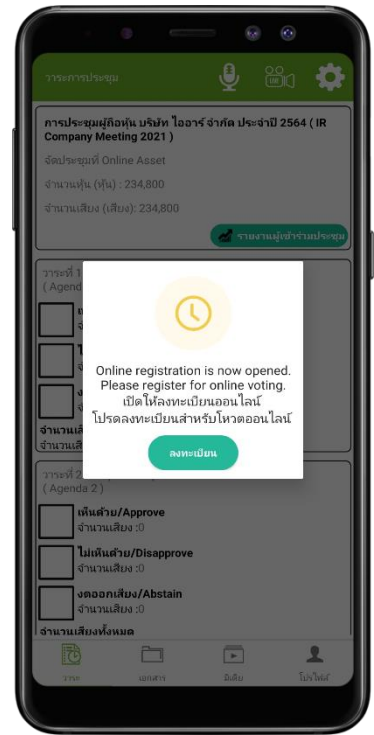 วาระการประชุม
การประชุมผู้ถือหุ้น บริษัท ไออาร์ จำกัด ประจำปี 2564 ( IR
Company Meeting 2021 )
จัดประชุมที่ Online Asset
จำนวนหุ้น (หุ้น) : 234,800
จำนวนเสียง (เสียง): 234,800
รายงานผู้เข้าร่วมประชุม
วาระที่ 1
( Agend
Online registration is now opened.
Please register for online voting.
เปิดให้ลงทะเบียนออนไลน์
โปรดลงทะเบียนสำหรับโหวตออนไลน์
ลงทะเบียน
จำนวนเสี
วาระที่ 2
( Agenda 2 )
เห็นด้วย/Approve
จำนวนเสียง :0
ไม่เห็นด้วย/Disapprove
จำนวนเสียง :0
งดออกเสียง/Abstain
จำนวนเสียง :0
จำนวนเสียงทั้งหมด
วาระ
เอกสาร
มีเดีย
โปรไฟล์